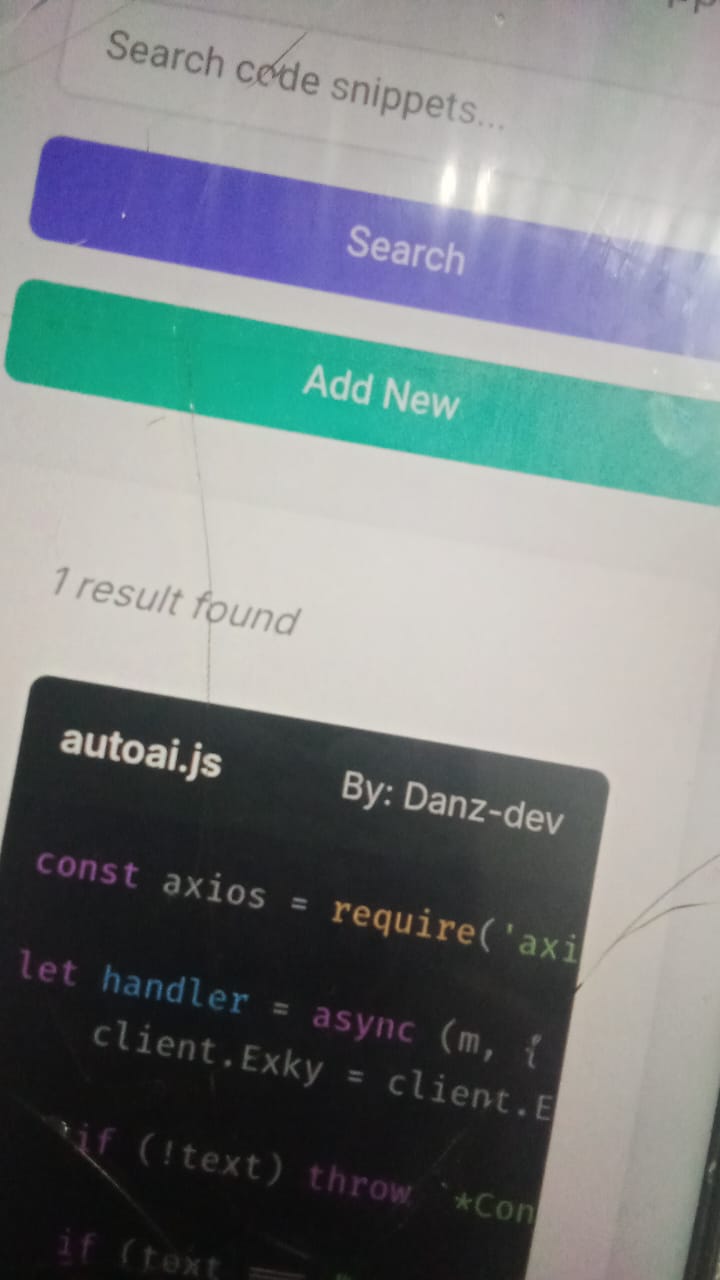 Search code snippets...
Search
Add New
1 result found
autoai.js
By: Danz-dev
const axios = require('axi
let handler = async (m, {
client.Exky = client.E
if (!text) throw `*Con
if (text ===